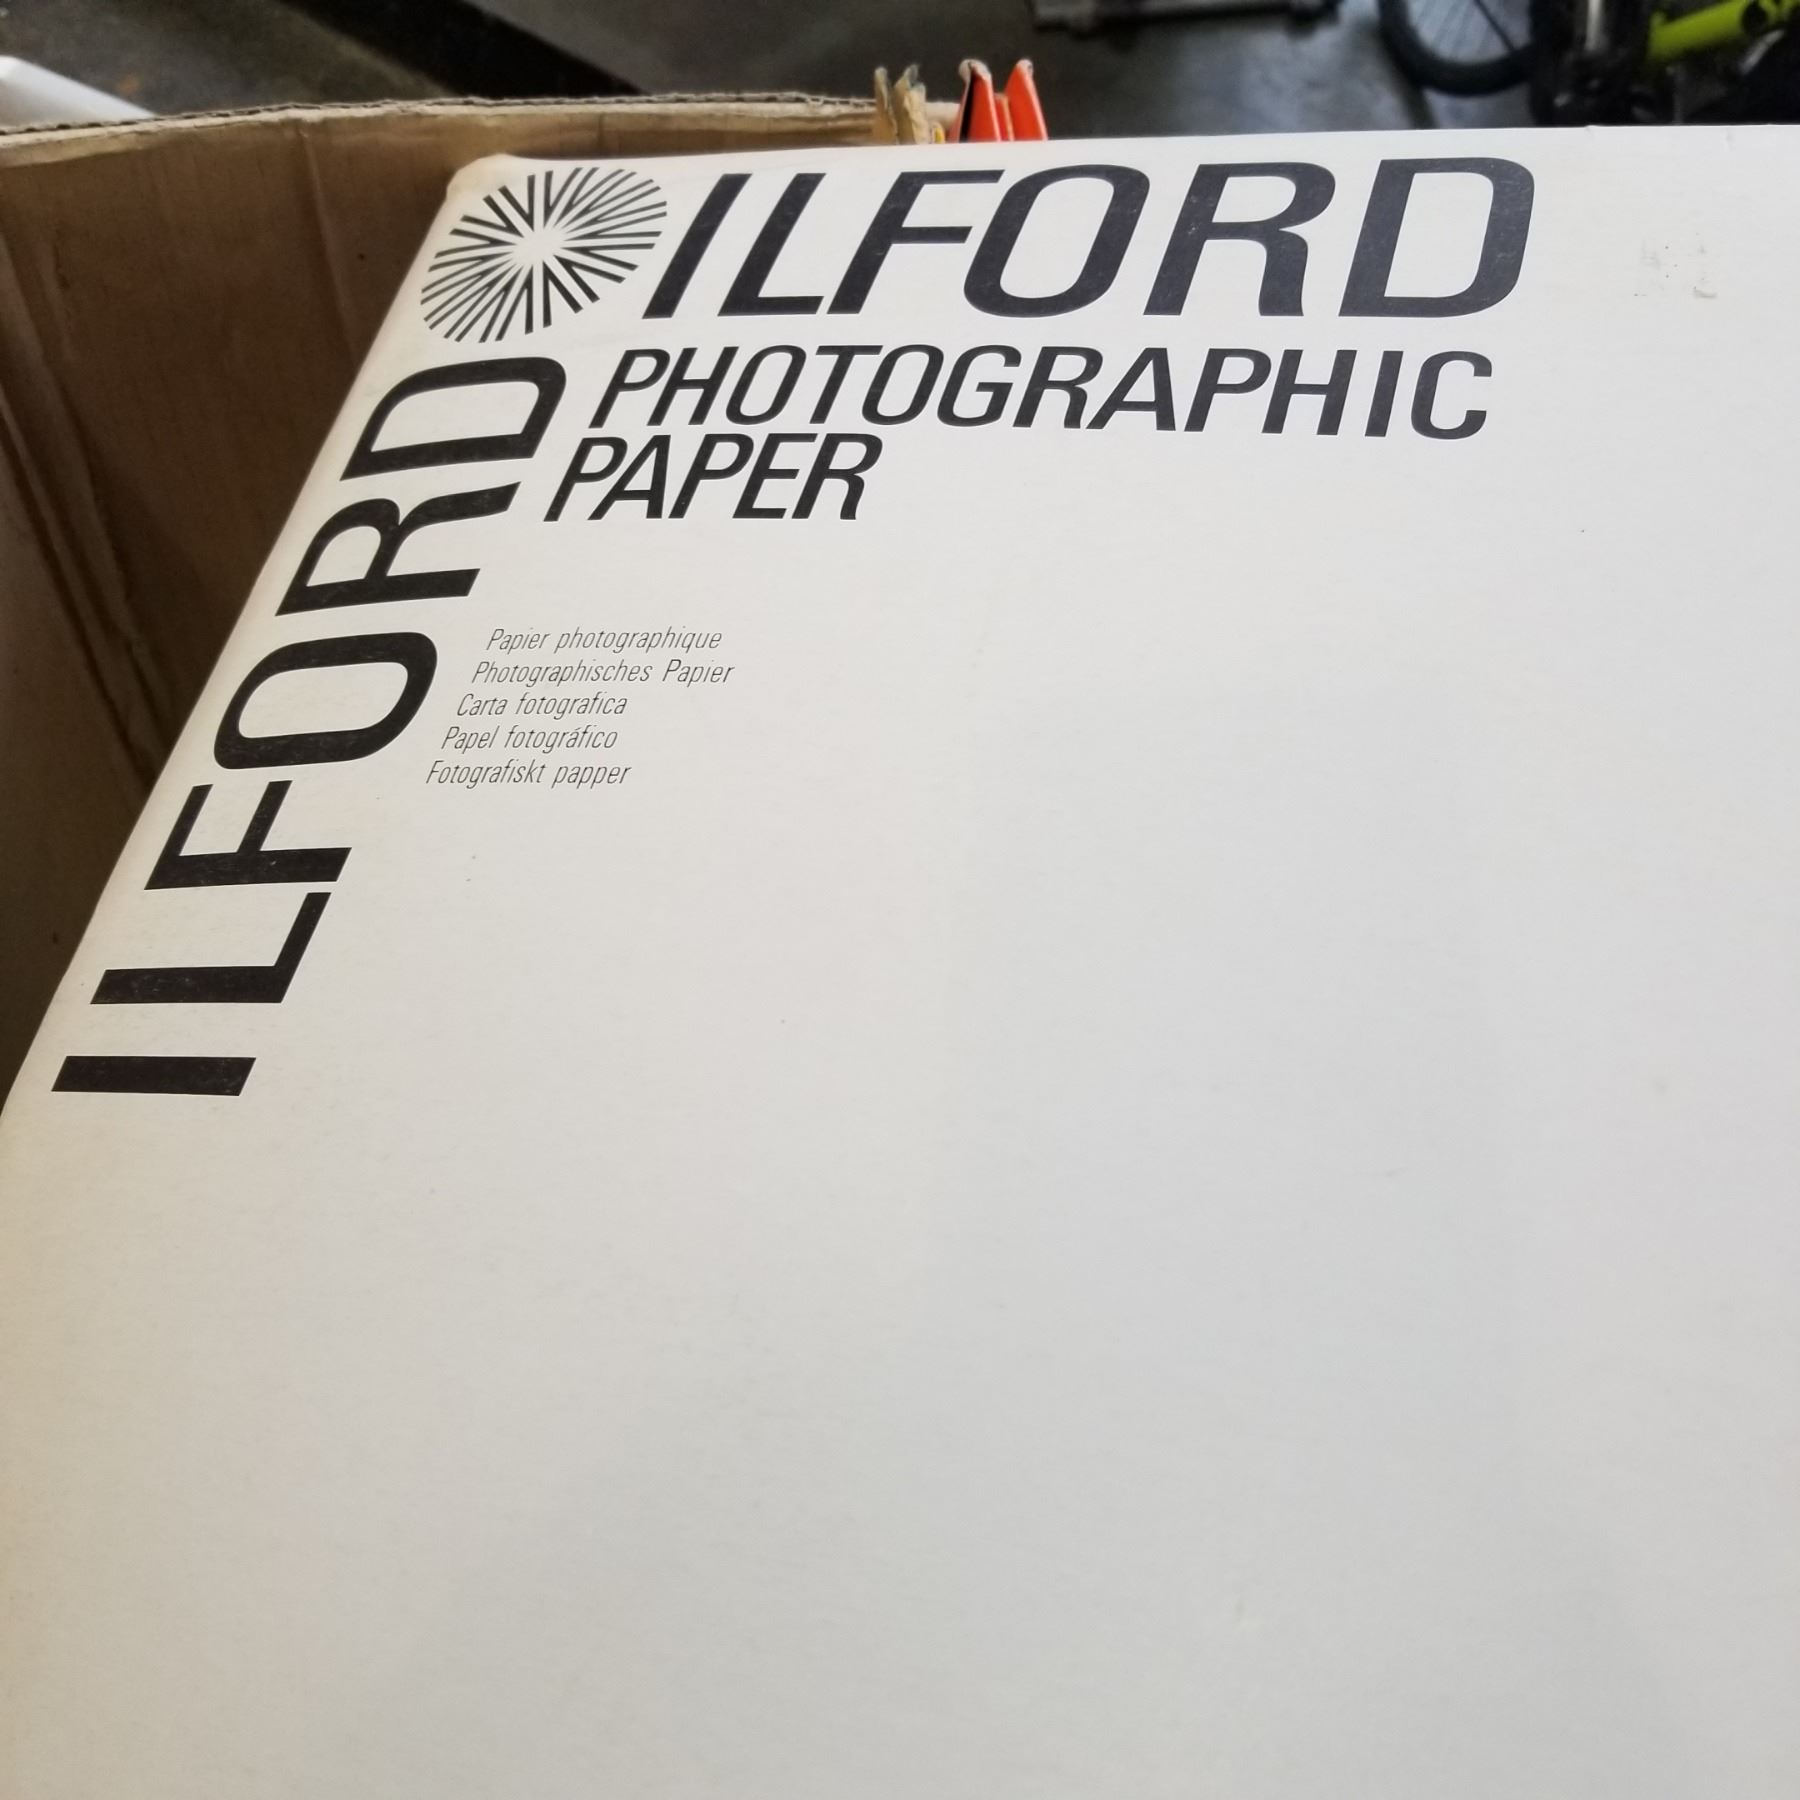 ILFORD
PHOTOGRAPHIC
PAPER
ILFORD
Papier photographique
Photographisches Papier
Carta fotografica
Papel fotográfico
Fotografiskt papper